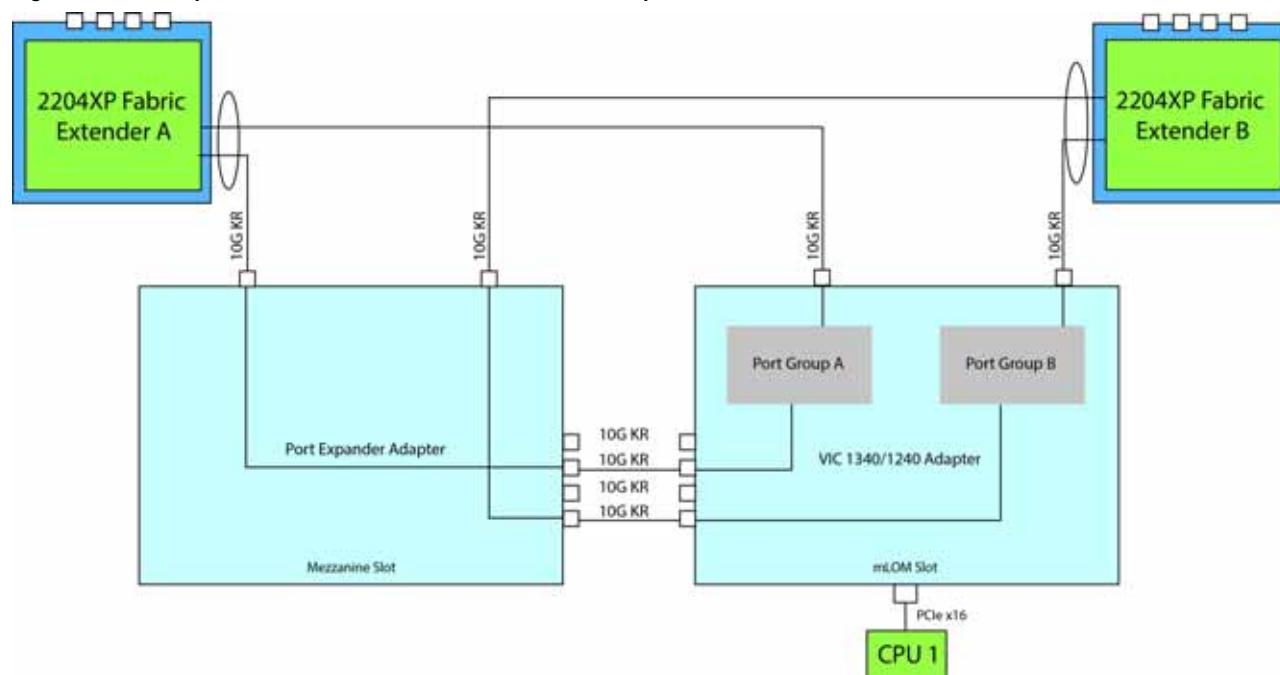 2204XP Fabric
Extender A
2204XP Fabric
Extender B
10G KR
10G KR
10G KR
10G KR
Port Group A
Port Group B
Port Expander Adapter
10G KR
10G KR
10G KR
10G KR
VIC 1340/1240 Adapter
Mezzanine Slot
mLOM Slot
PCIe x16
CPU 1